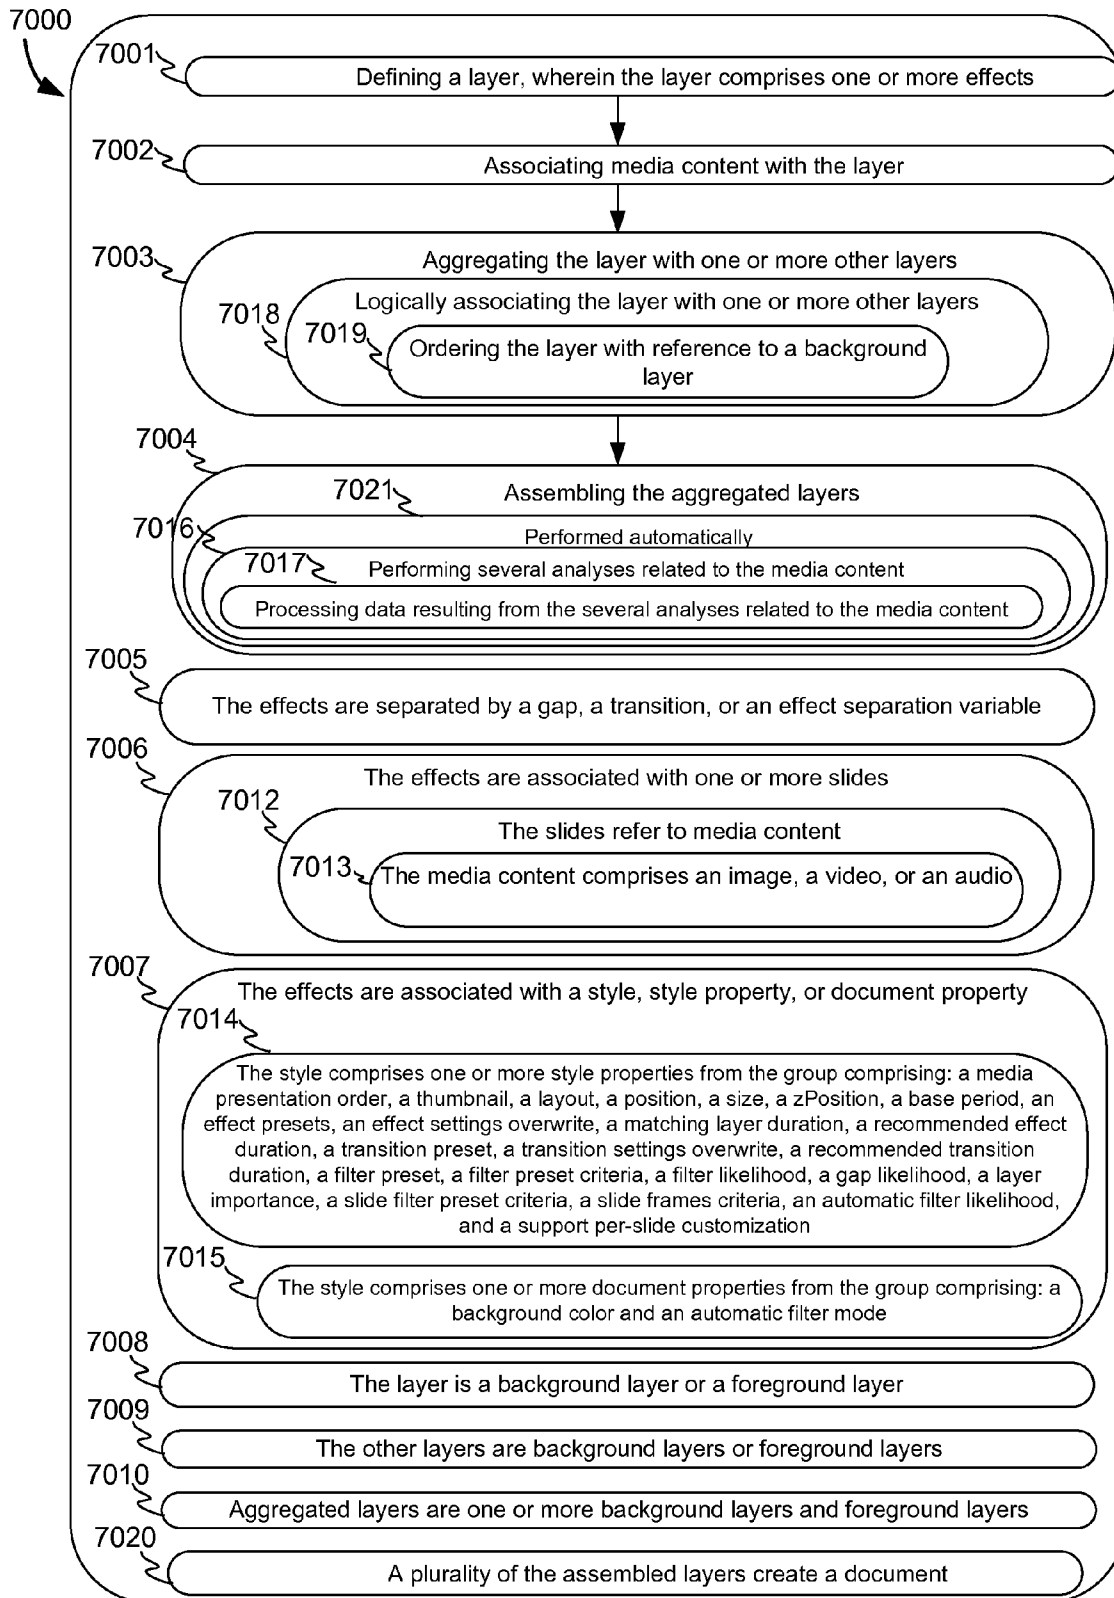 7000
7001
Defining a layer, wherein the layer comprises one or more effects
7002
Associating media content with the layer
7003
Aggregating the layer with one or more other layers
7018
Logically associating the layer with one or more other layers
7019
Ordering the layer with reference to a background
layer
7004
Assembling the aggregated layers
7021
Performed automatically
7016
Performing several analyses related to the media content
7017
Processing data resulting from the several analyses related to the media content
7005
The effects are separated by a gap, a transition, or an effect separation variable
7006
The effects are associated with one or more slides
7012
The slides refer to media content
7013
The media content comprises an image, a video, or an audio
7007
The effects are associated with a style, style property, or document property
7014
The style comprises one or more style properties from the group comprising: a media
presentation order, a thumbnail, a layout, a position, a size, a zPosition, a base period, an
effect presets, an effect settings overwrite, a matching layer duration, a recommended effect
duration, a transition preset, a transition settings overwrite, a recommended transition
duration, a filter preset, a filter preset criteria, a filter likelihood, a gap likelihood, a layer
importance, a slide filter preset criteria, a slide frames criteria, an automatic filter likelihood,
and a support per-slide customization
7015
The style comprises one or more document properties from the group comprising: a
background color and an automatic filter mode
7008
The layer is a background layer or a foreground layer
7009
The other layers are background layers or foreground layers
7010
Aggregated layers are one or more background layers and foreground layers
7020
A plurality of the assembled layers create a document